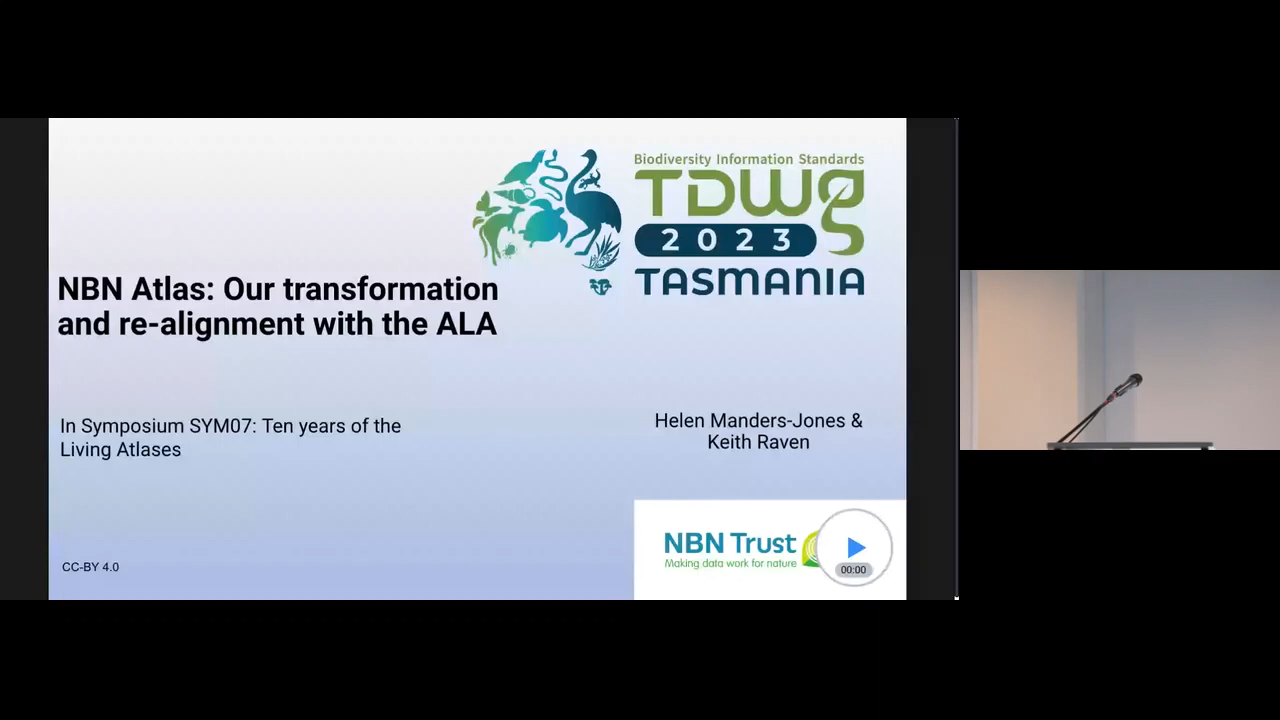 Biodiversity Information Standards
TDWG
2023
TASMANIA
NBN Atlas: Our transformation
and re-alignment with the ALA
In Symposium SYM07: Ten years of the
Living Atlases
Helen Manders-Jones &
Keith Raven
NBN Trust
Making data work for nature
00:00
CC-BY 4.0